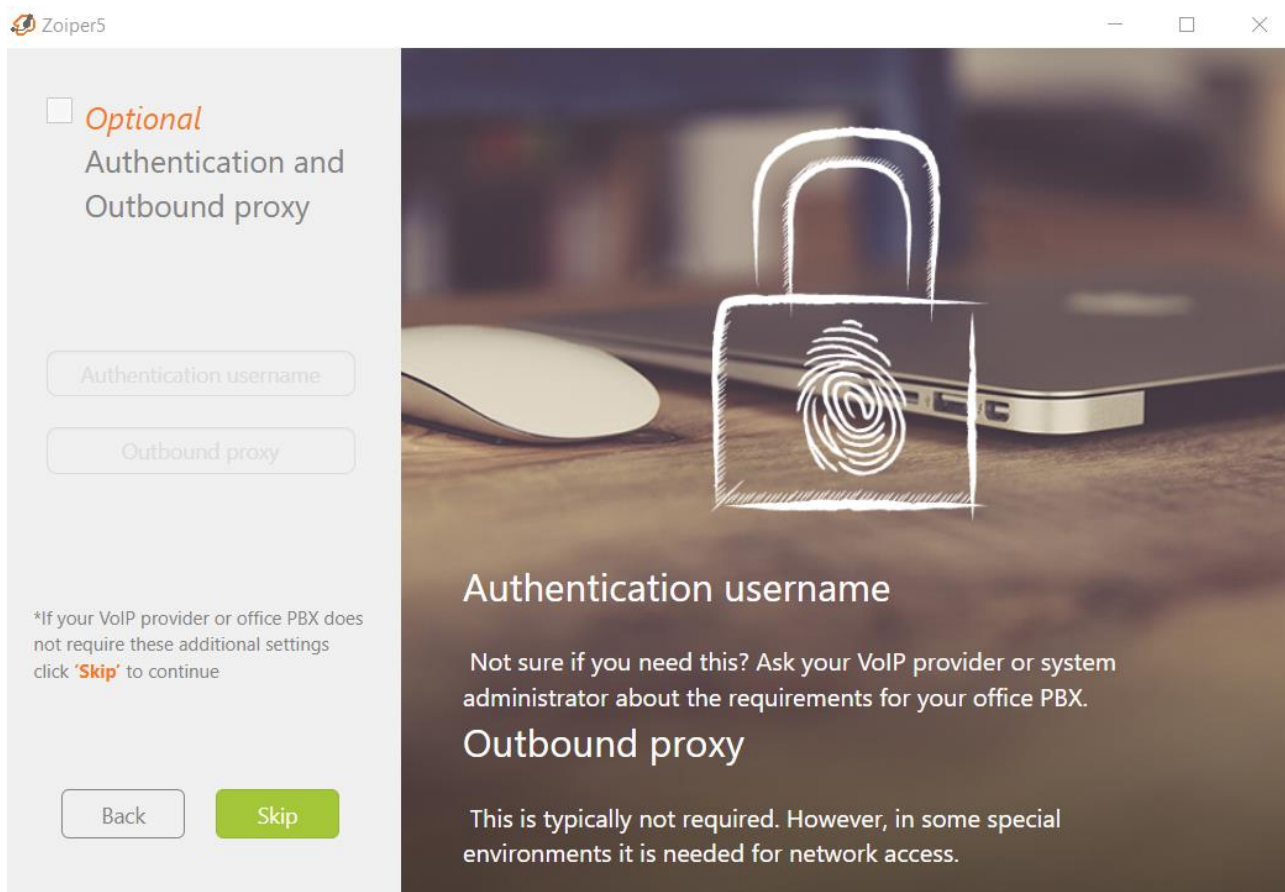 Zoiper5
Optional
Authentication and
Outbound proxy
Authentication username
Outbound proxy
*If your VoIP provider or office PBX does
not require these additional settings
click ‘Skip’ to continue
Back
Skip
Authentication username
Not sure if you need this? Ask your VoIP provider or system
administrator about the requirements for your office PBX.
Outbound proxy
This is typically not required. However, in some special
environments it is needed for network access.